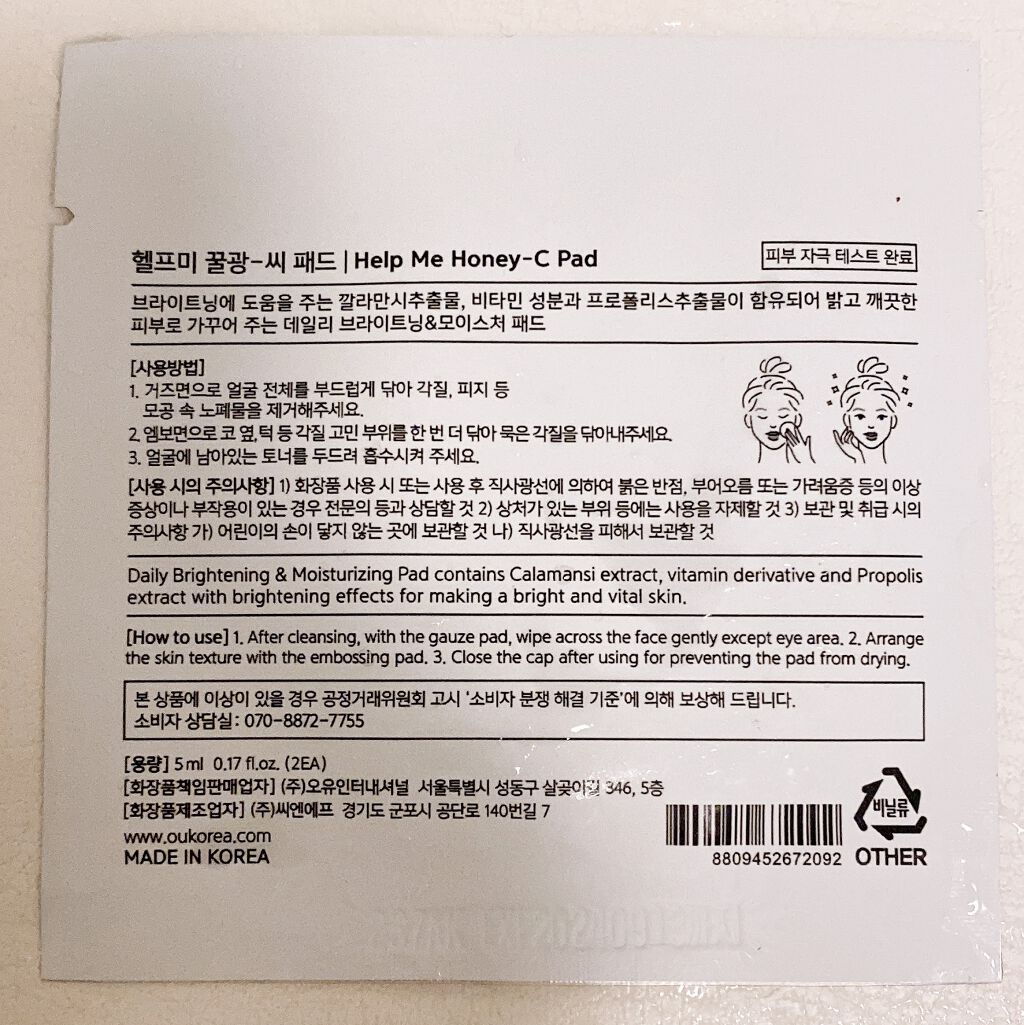 헬프미 꿀광-씨 패드 | Help Me Honey-C Pad
피부 자극 테스트 완료
브라이트닝에 도움을 주는 깔라만시추출물, 비타민 성분과 프로폴리스추출물이 함유되어 밝고 깨끗한
피부로 가꾸어 주는 데일리 브라이트닝&모이스처 패드
[사용방법]
1. 거즈면으로 얼굴 전체를 부드럽게 닦아 각질, 피지 등
모공 속 노폐물을 제거해주세요.
2. 엠보면으로 코 옆, 턱 등 각질 고민 부위를 한 번 더 닦아 묵은 각질을 닦아내주세요.
3. 얼굴에 남아있는 토너를 두드려 흡수시켜 주세요.
[사용 시의 주의사항] 1) 화장품 사용 시 또는 사용 후 직사광선에 의하여 붉은 반점, 부어오름 또는 가려움증 등의 이상
증상이나 부작용이 있는 경우 전문의 등과 상담할 것 2) 상처가 있는 부위 등에는 사용을 자제할 것 3) 보관 및 취급 시의
주의사항 가) 어린이의 손이 닿지 않는 곳에 보관할 것 나) 직사광선을 피해서 보관할 것
Daily Brightening & Moisturizing Pad contains Calamansi extract, vitamin derivative and Propolis
extract with brightening effects for making a bright and vital skin.
[How to use] 1. After cleansing, with the gauze pad, wipe across the face gently except eye area. 2. Arrange
the skin texture with the embossing pad. 3. Close the cap after using for preventing the pad from drying.
본 상품에 이상이 있을 경우 공정거래위원회 고시 '소비자 분쟁 해결 기준'에 의해 보상해 드립니다.
소비자 상담실 : 070-8872-7755
[용량] 5 ml 0.17 fl.oz. (2EA)
[화장품책임판매업자] (주)오유인터내셔널 서울특별시 성동구 살곶이길 346, 5층
[화장품제조업자] (주)씨엔에프 경기도 군포시 공단로 140번길 7
www.oukorea.com
MADE IN KOREA
8809452672092
비닐류
OTHER